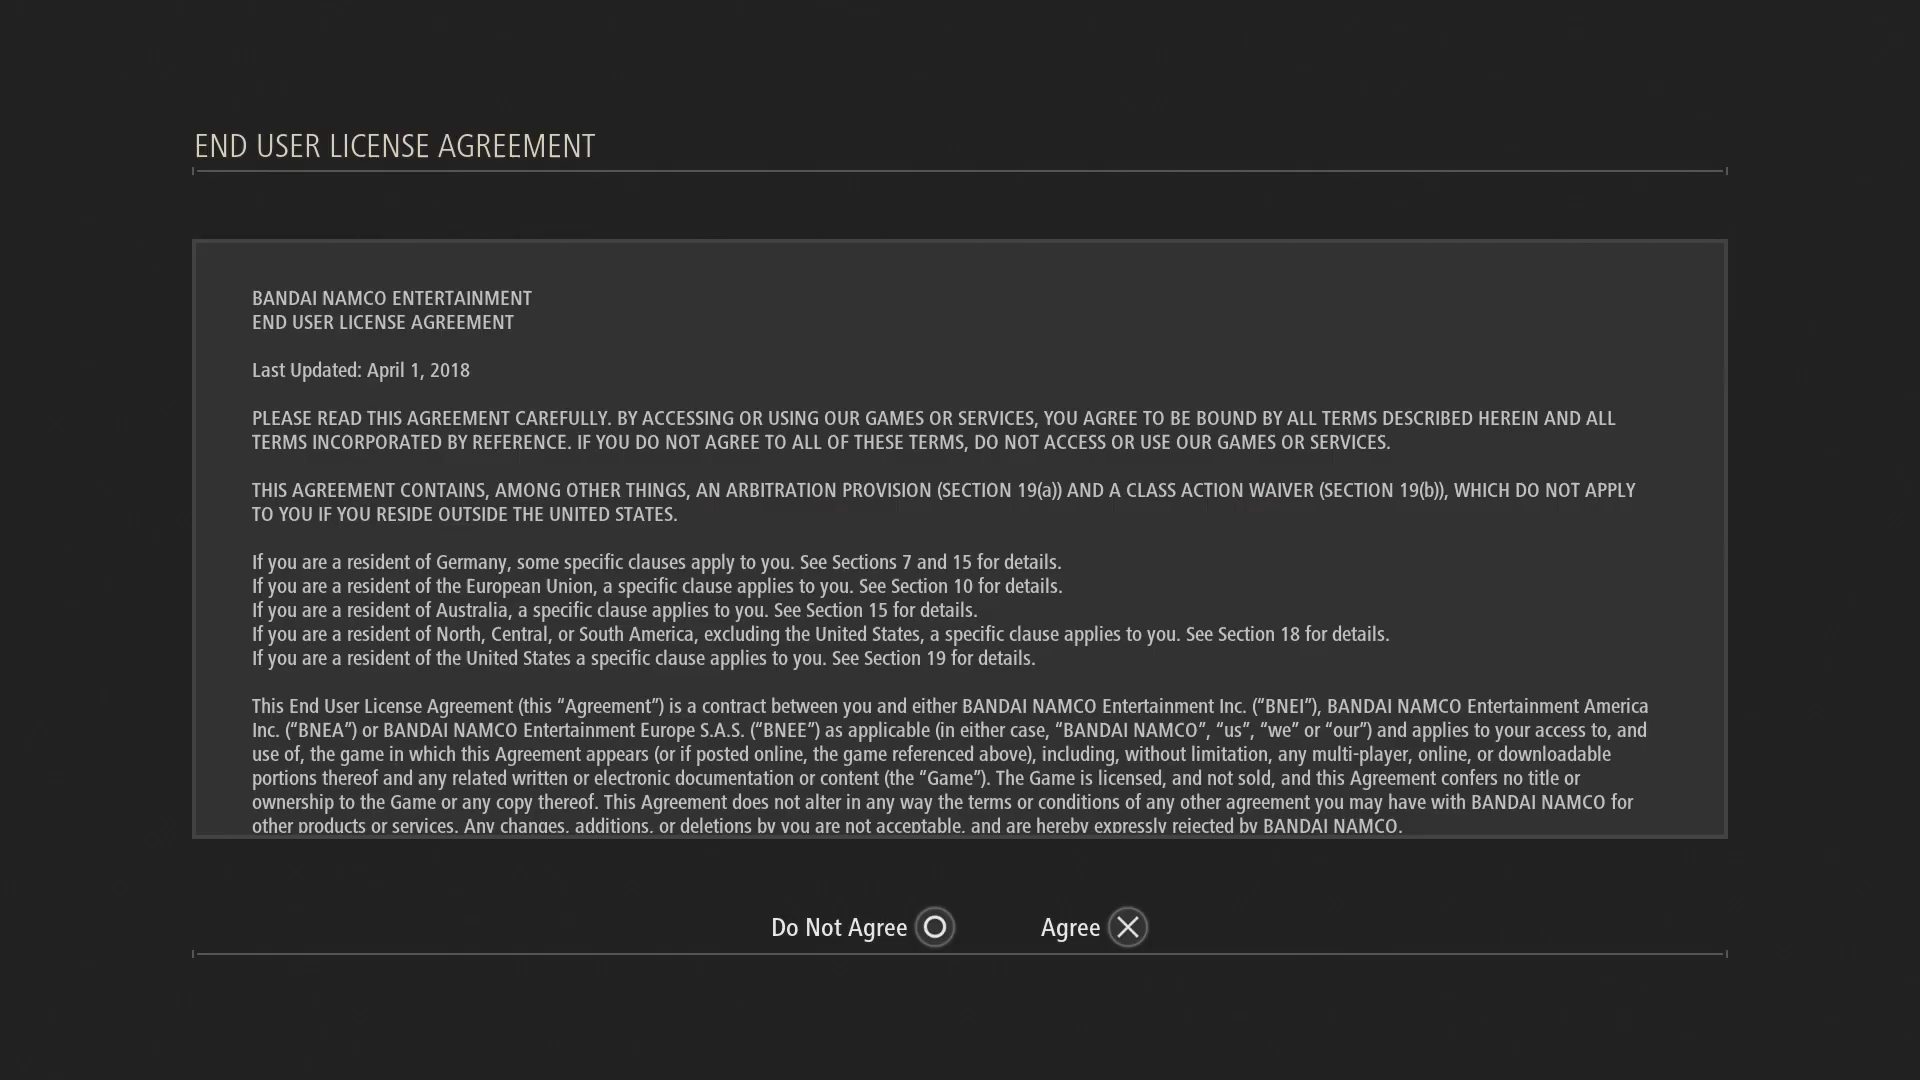 END USER LICENSE AGREEMENT
BANDAI NAMCO ENTERTAINMENT
END USER LICENSE AGREEMENT
Last Updated: April 1, 2018
PLEASE READ THIS AGREEMENT CAREFULLY. BY ACCESSING OR USING OUR GAMES OR SERVICES, YOU AGREE TO BE BOUND BY ALL TERMS DESCRIBED HEREIN AND ALL
TERMS INCORPORATED BY REFERENCE. IF YOU DO NOT AGREE TO ALL OF THESE TERMS, DO NOT ACCESS OR USE OUR GAMES OR SERVICES.
THIS AGREEMENT CONTAINS, AMONG OTHER THINGS, AN ARBITRATION PROVISION (SECTION 19(a)) AND A CLASS ACTION WAIVER (SECTION 19(b)), WHICH DO NOT APPLY
TO YOU IF YOU RESIDE OUTSIDE THE UNITED STATES.
If you are a resident of Germany, some specific clauses apply to you. See Sections 7 and 15 for details.
If you are a resident of the European Union, a specific clause applies to you. See Section 10 for details.
If you are a resident of Australia, a specific clause applies to you. See Section 15 for details.
If you are a resident of North, Central, or South America, excluding the United States, a specific clause applies to you. See Section 18 for details.
If you are a resident of the United States a specific clause applies to you. See Section 19 for details.
This End User License Agreement (this “Agreement”) is a contract between you and either BANDAI NAMCO Entertainment Inc. (“BNEI”), BANDAI NAMCO Entertainment America
Inc. (“BNEA”) or BANDAI NAMCO Entertainment Europe S.A.S. (“BNEE”) as applicable (in either case, “BANDAI NAMCO”, “us”, “we” or “our”) and applies to your access to, and
use of, the game in which this Agreement appears (or if posted online, the game referenced above), including, without limitation, any multi-player, online, or downloadable
portions thereof and any related written or electronic documentation or content (the “Game”). The Game is licensed, and not sold, and this Agreement confers no title or
ownership to the Game or any copy thereof. This Agreement does not alter in any way the terms or conditions of any other agreement you may have with BANDAI NAMCO for
other products or services. Any changes, additions, or deletions by you are not acceptable, and are hereby expressly rejected by BANDAI NAMCO.
Do Not Agree Agree